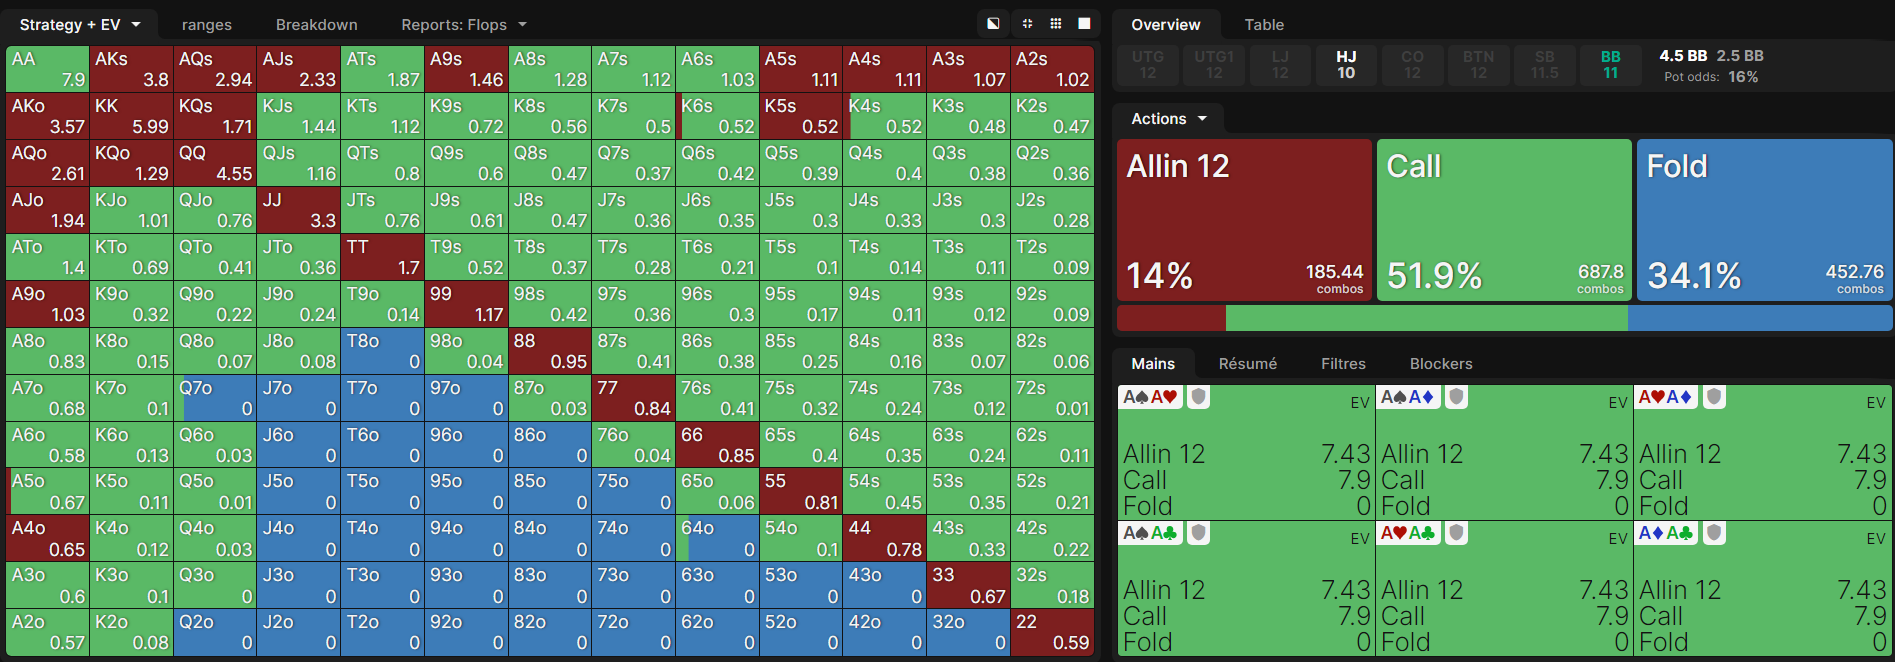 Strategy + EV ranges Breakdown Reports: Flops
AA AKs AQs AJs ATs A9s A8s A7s A6s A5s A4s A3s A2s
7.9 3.8 2.94 2.33 1.87 1.46 1.28 1.12 1.03 1.11 1.11 1.07 1.02
AKo KK KQs KJs KTs K9s K8s K7s K6s K5s K4s K3s K2s
3.57 5.99 1.71 1.44 1.12 0.72 0.56 0.5 0.52 0.52 0.52 0.48 0.47
AQo KQo QQ QJs QTs Q9s Q8s Q7s Q6s Q5s Q4s Q3s Q2s
2.61 1.29 4.55 1.16 0.8 0.6 0.47 0.37 0.42 0.39 0.4 0.38 0.36
AJo KJo QJo JJ JTs J9s J8s J7s J6s J5s J4s J3s J2s
1.94 1.01 0.76 3.3 0.76 0.61 0.47 0.36 0.35 0.3 0.33 0.3 0.28
ATo KTo QTo JTo TT T9s T8s T7s T6s T5s T4s T3s T2s
1.4 0.69 0.41 0.36 1.7 0.52 0.37 0.28 0.21 0.1 0.14 0.11 0.09
A9o K9o Q9o J9o T9o 99 98s 97s 96s 95s 94s 93s 92s
1.03 0.32 0.22 0.24 0.14 1.17 0.42 0.36 0.3 0.17 0.11 0.12 0.09
A8o K8o Q8o J8o T8o 98o 88 87s 86s 85s 84s 83s 82s
0.83 0.15 0.07 0.08 0 0.04 0.95 0.41 0.38 0.25 0.16 0.07 0.06
A7o K7o Q7o J7o T7o 97o 87o 77 76s 75s 74s 73s 72s
0.68 0.1 0 0 0 0 0.03 0.84 0.41 0.32 0.24 0.12 0.01
A6o K6o Q6o J6o T6o 96o 86o 76o 66 65s 64s 63s 62s
0.58 0.13 0.03 0 0 0 0 0.04 0.85 0.4 0.35 0.24 0.11
A5o K5o Q5o J5o T5o 95o 85o 75o 65o 55 54s 53s 52s
0.67 0.11 0.01 0 0 0 0 0 0.06 0.81 0.45 0.35 0.21
A4o K4o Q4o J4o T4o 94o 84o 74o 64o 54o 44 43s 42s
0.65 0.12 0.03 0 0 0 0 0 0 0.1 0.78 0.33 0.22
A3o K3o Q3o J3o T3o 93o 83o 73o 63o 53o 43o 33 32s
0.6 0.1 0 0 0 0 0 0 0 0 0 0.67 0.18
A2o K2o Q2o J2o T2o 92o 82o 72o 62o 52o 42o 32o 22
0.57 0.08 0 0 0 0 0 0 0 0 0 0 0.59
Overview Table
UTG UTG1 LJ HJ CO BTN SB BB 4.5 BB 2.5 BB
12 12 12 10 12 12 11.5 11 Pot odds: 16%
Actions
Allin 12 Call Fold
14% 185.44 combos 51.9% 687.8 combos 34.1% 452.76 combos
Mains Résumé Filtres Blockers
A♠A♥ EV A♠A♦ EV A♥A♦ EV
Allin 12 7.43 Allin 12 7.43 Allin 12 7.43
Call 7.9 Call 7.9 Call 7.9
Fold 0 Fold 0 Fold 0
A♠A♣ EV A♥A♣ EV A♦A♣ EV
Allin 12 7.43 Allin 12 7.43 Allin 12 7.43
Call 7.9 Call 7.9 Call 7.9
Fold 0 Fold 0 Fold 0